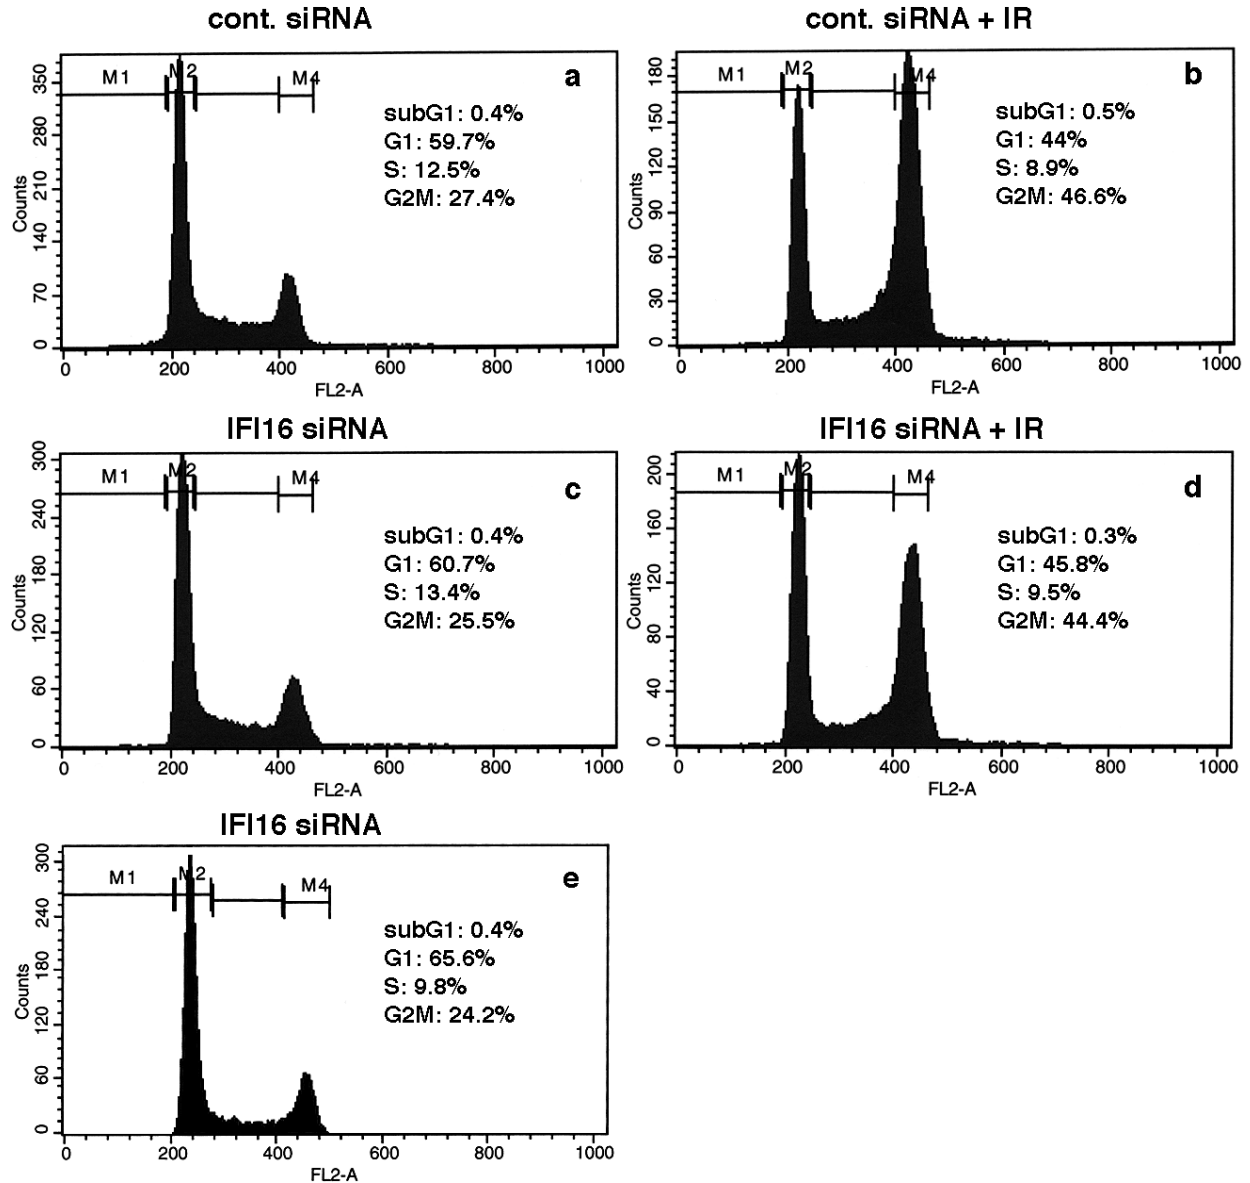 cont. siRNA
cont. siRNA + IR
M1 M2 M4 a
subG1: 0.4%
G1: 59.7%
S: 12.5%
G2M: 27.4%
Counts
0 70 140 210 280 350
0 200 400 600 800 1000
FL2-A
M1 M2 M4 b
subG1: 0.5%
G1: 44%
S: 8.9%
G2M: 46.6%
Counts
0 30 60 90 120 150 180
0 200 400 600 800 1000
FL2-A
IFI16 siRNA
IFI16 siRNA + IR
M1 M2 M4 c
subG1: 0.4%
G1: 60.7%
S: 13.4%
G2M: 25.5%
Counts
0 60 120 180 240 300
0 200 400 600 800 1000
FL2-A
M1 M2 M4 d
subG1: 0.3%
G1: 45.8%
S: 9.5%
G2M: 44.4%
Counts
0 40 80 120 160 200
0 200 400 600 800 1000
FL2-A
IFI16 siRNA
M1 M2 M4 e
subG1: 0.4%
G1: 65.6%
S: 9.8%
G2M: 24.2%
Counts
0 60 120 180 240 300
0 200 400 600 800 1000
FL2-A